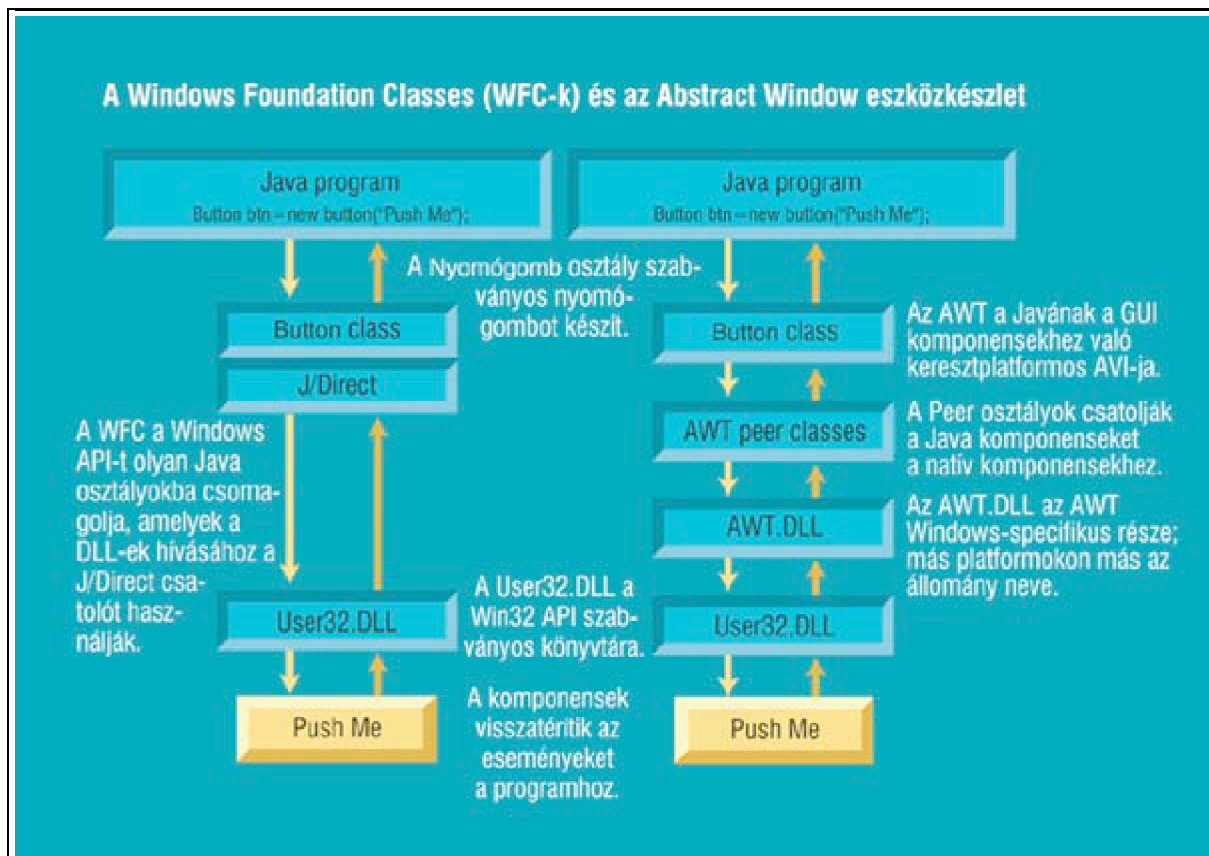 A Windows Foundation Classes (WFC-k) és az Abstract Window eszközkészlet
Java program
Button btn=new button("Push Me");
Java program
Button btn=new button("Push Me");
A Nyomógomb osztály szab-
ványos nyomó-
gombot készít.
Button class
J/Direct
A WFC a Windows
API-t olyan Java
osztályokba csoma-
golja, amelyek a
DLL-ek hívásához a
J/Direct csa-
tolót hasz-
nálják.
User32.DLL
Push Me
A User32.DLL a
Win32 API szab-
ványos könyvtára.
A komponensek
visszatérítik az
eseményeket
a programhoz.
Button class
AWT peer classes
AWT.DLL
User32.DLL
Push Me
Az AWT a Javának a GUI
komponensekhez való
keresztplatformos AVI-ja.
A Peer osztályok csatolják
a Java komponenseket
a natív komponensekhez.
Az AWT.DLL az AWT
Windows-specifikus része;
más platformokon más az
állomány neve.